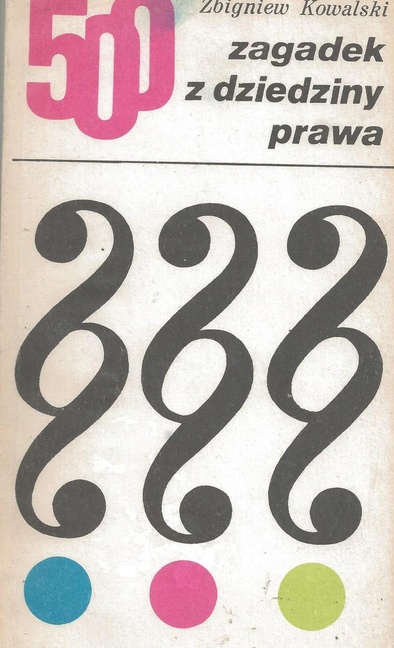 Zbigniew Kowalski
500 zagadek
z dziedziny
prawa
§ § §